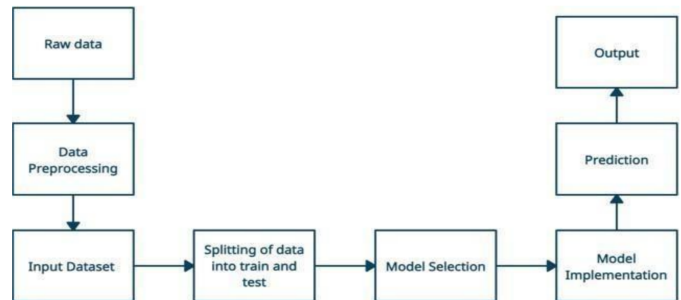 Raw data
Data
Preprocessing
Input Dataset
Splitting of data
into train and
test
Model Selection
Model
Implementation
Prediction
Output